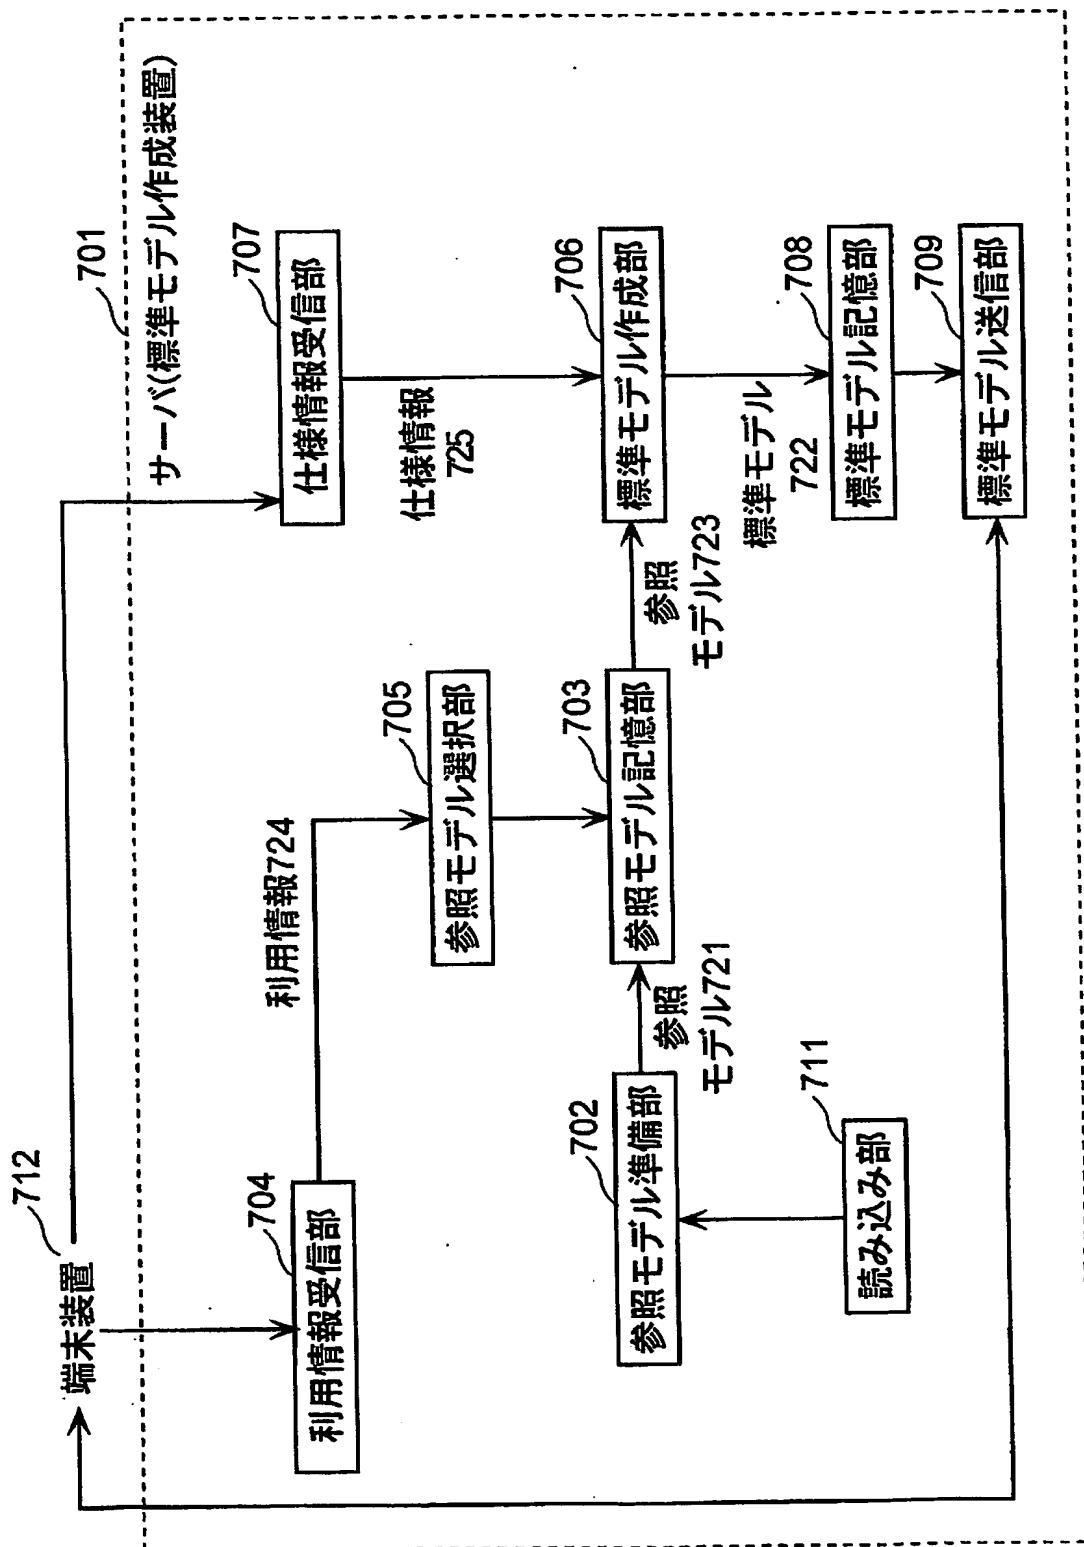 712
端末装置
701
サーバ(標準モデル作成装置)
704
利用情報受信部
利用情報724
707
仕様情報受信部
705
参照モデル選択部
仕様情報
725
702
参照モデル準備部
参照
モデル721
703
参照モデル記憶部
参照
モデル723
706
標準モデル作成部
標準モデル
722
711
読み込み部
708
標準モデル記憶部
709
標準モデル送信部